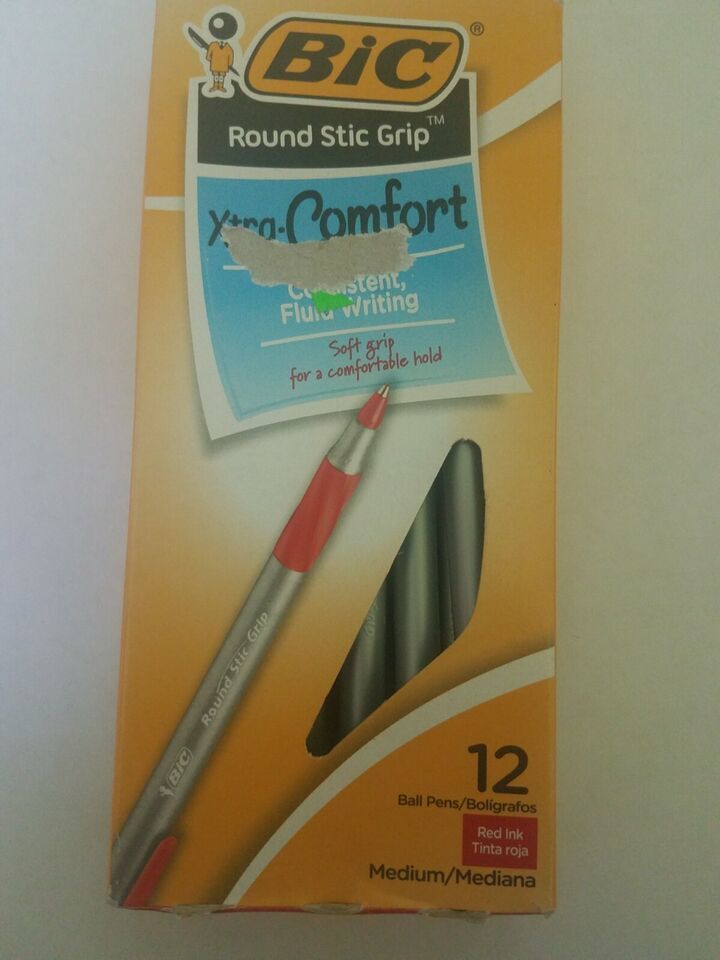 BiC®
Round Stic Grip™
Xtra-Comfort
Consistent,
Fluid Writing
Soft grip
for a comfortable hold
Round Stic Grip
BiC
12
Ball Pens/Bolígrafos
Red Ink
Tinta roja
Medium/Mediana